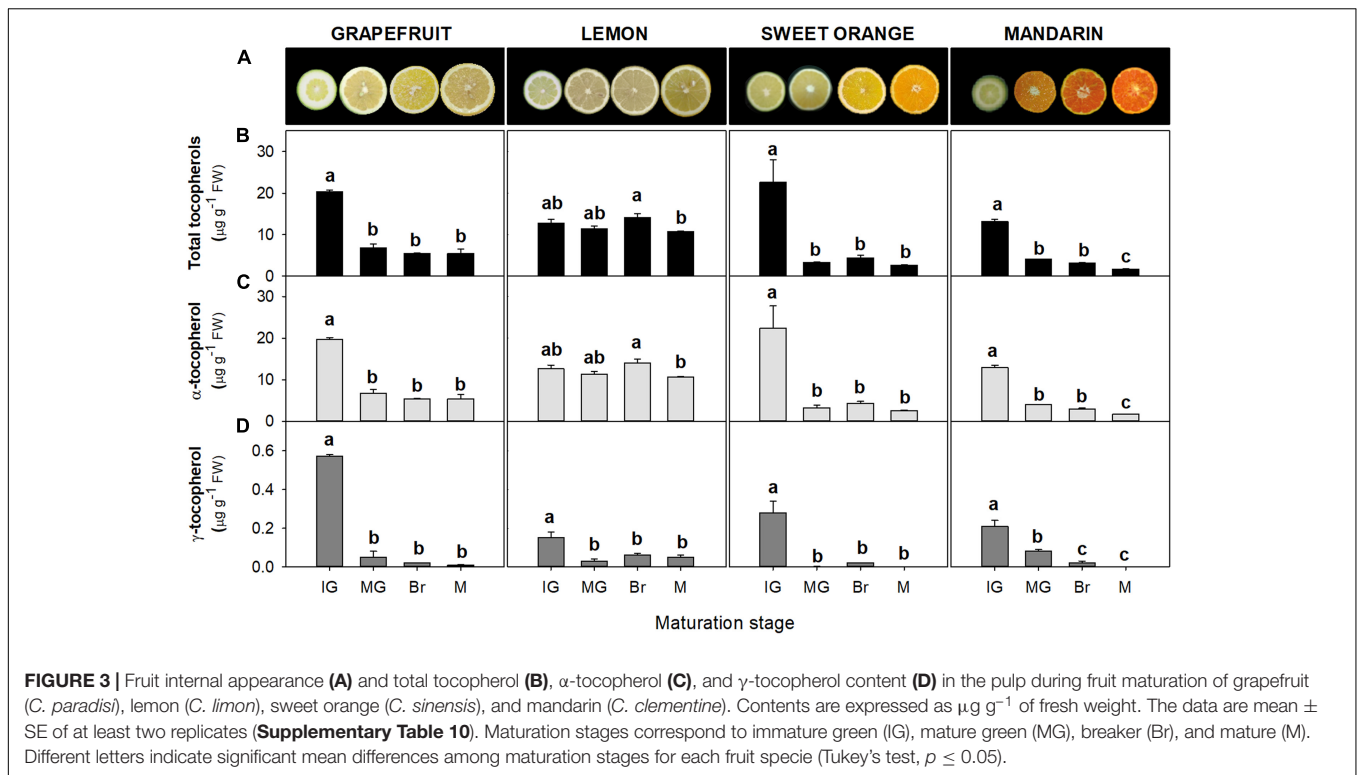 GRAPEFRUIT LEMON SWEET ORANGE MANDARIN
A
B
Total tocopherols
(µg g⁻¹ FW)
30
20
10
0
a b b b
ab ab a b
a b b b
a b b c
C
α-tocopherol
(µg g⁻¹ FW)
30
20
10
0
a b b b
ab ab a b
a b b b
a b b c
D
γ-tocopherol
(µg g⁻¹ FW)
0.6
0.4
0.2
0.0
a b b b
a b b b
a b b b
a b c c
IG MG Br M IG MG Br M IG MG Br M IG MG Br M
Maturation stage
FIGURE 3 | Fruit internal appearance (A) and total tocopherol (B), α-tocopherol (C), and γ-tocopherol content (D) in the pulp during fruit maturation of grapefruit
(C. paradisi), lemon (C. limon), sweet orange (C. sinensis), and mandarin (C. clementine). Contents are expressed as µg g⁻¹ of fresh weight. The data are mean ±
SE of at least two replicates (Supplementary Table 10). Maturation stages correspond to immature green (IG), mature green (MG), breaker (Br), and mature (M).
Different letters indicate significant mean differences among maturation stages for each fruit specie (Tukey's test, p ≤ 0.05).